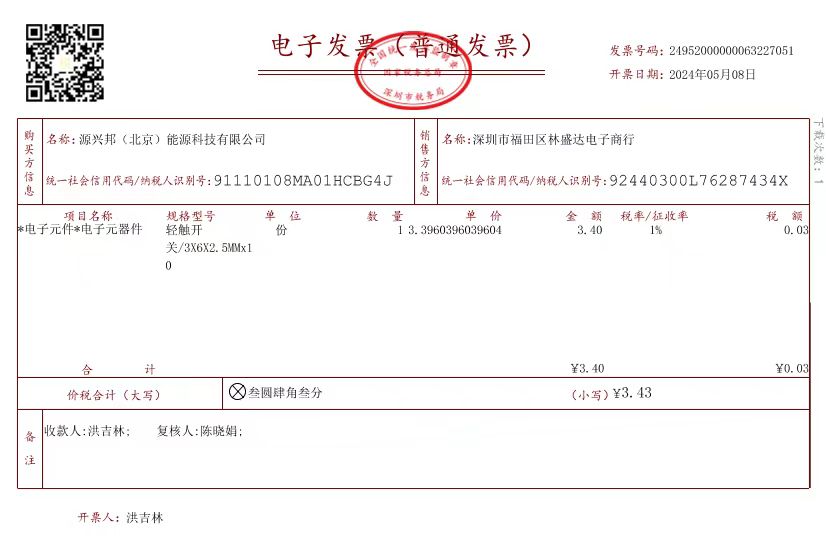 电子发票（普通发票）
全国统一发票监制章
国家税务总局
深圳市税务局
发票号码：24952000000063227051
开票日期：2024年05月08日
购买方信息
名称：源兴邦（北京）能源科技有限公司
统一社会信用代码/纳税人识别号:91110108MA01HCBG4J
销售方信息
名称：深圳市福田区林盛达电子商行
统一社会信用代码/纳税人识别号:92440300L76287434X
下载次数：1
项目名称 规格型号 单 位 数 量 单 价 金 额 税率/征收率 税 额
*电子元件*电子元器件 轻触开 份 1 3.3960396039604 3.40 1% 0.03
关/3X6X2.5MMx1
0
合 计 ¥3.40 ¥0.03
价税合计（大写） 叁圆肆角叁分 （小写）¥3.43
备注
收款人:洪吉林; 复核人:陈晓娟;
开票人：洪吉林